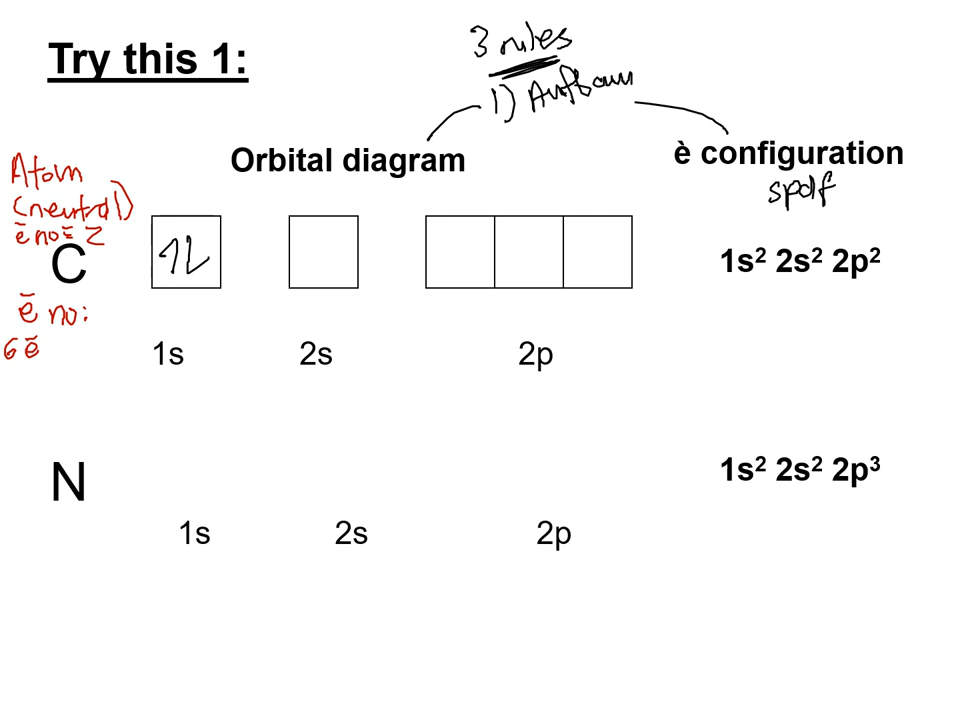 Try this 1:
3 rules
1) Aufbau
Orbital diagram
è configuration
spdf
Atom
(neutral)
ē no = Z
C
1s² 2s² 2p²
ē no:
6 ē
1s 2s 2p
N
1s² 2s² 2p³
1s 2s 2p